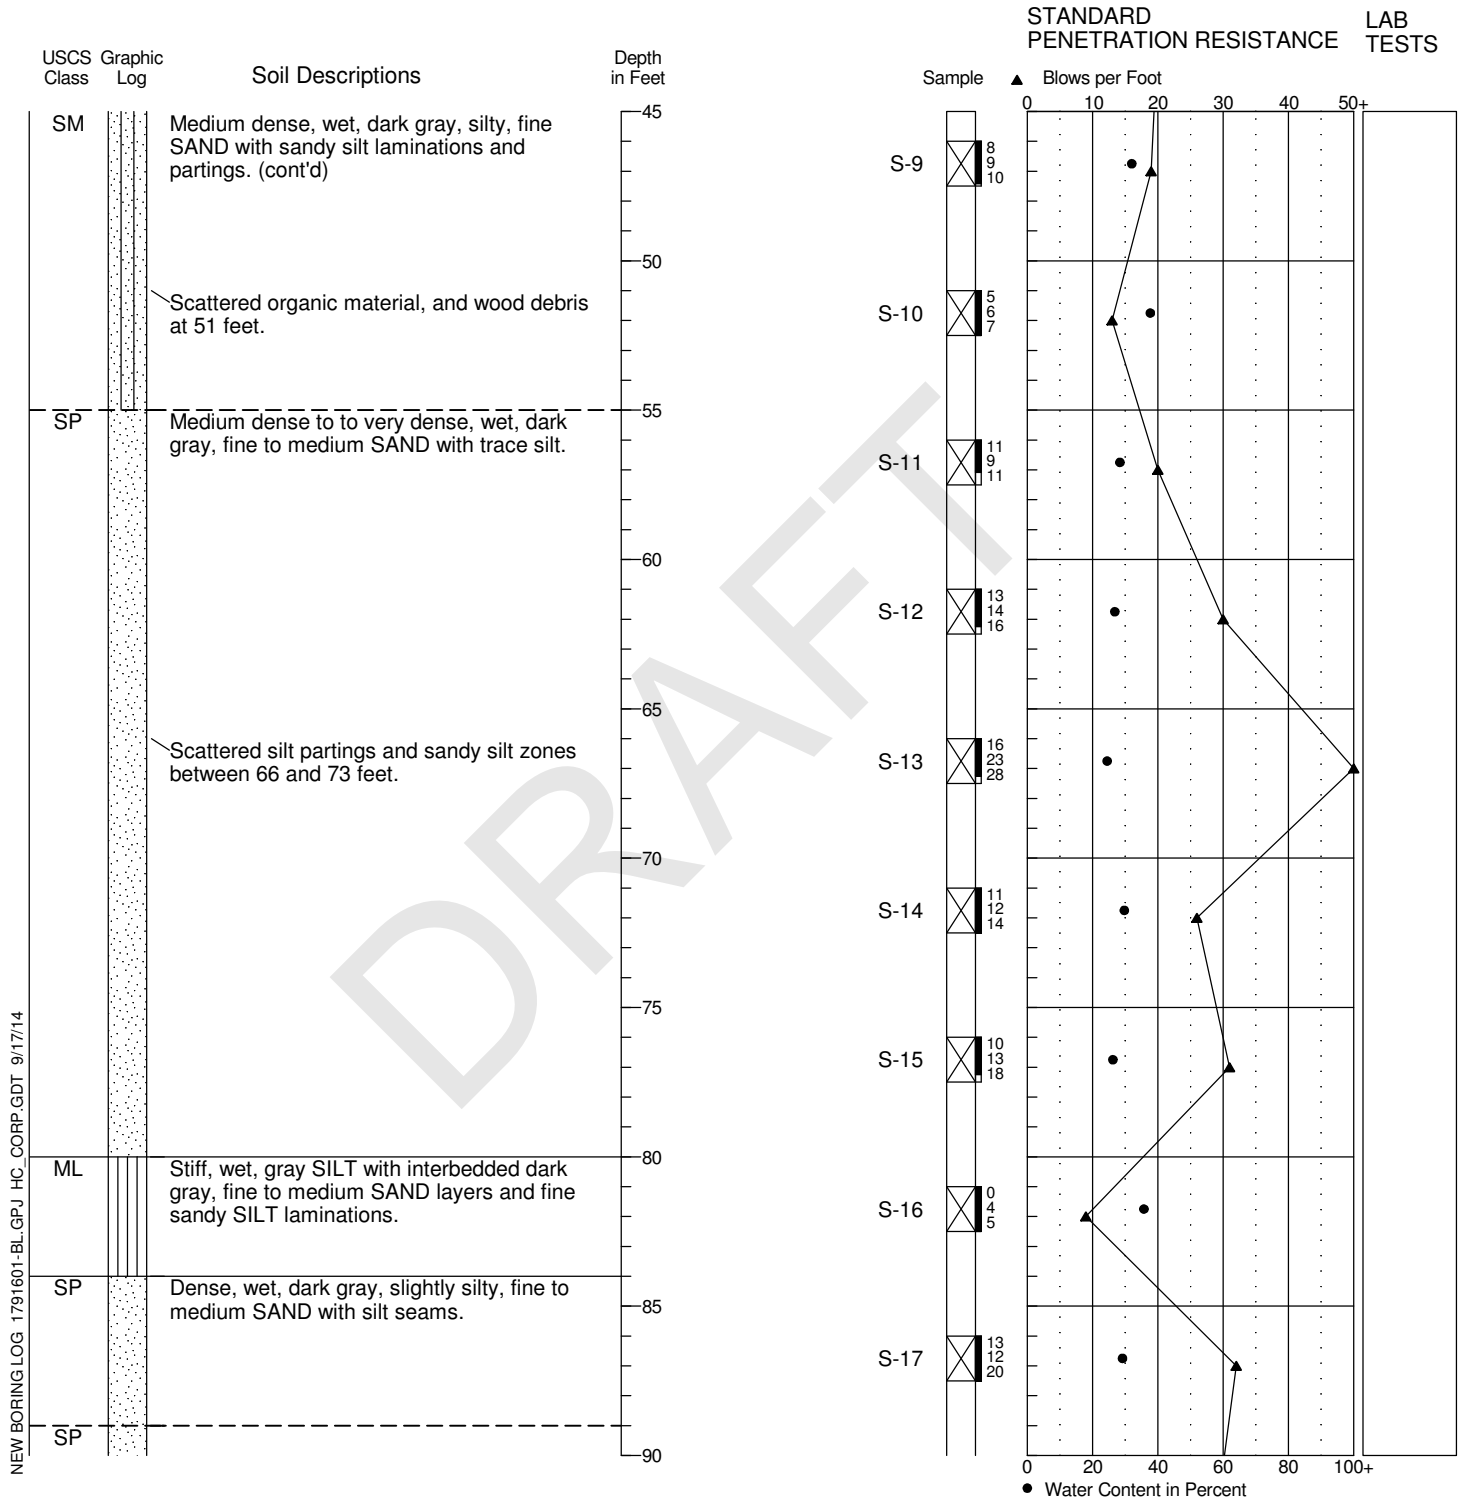 STANDARD
PENETRATION RESISTANCE
LAB
TESTS
USCS Graphic
Class Log
Soil Descriptions
Depth
in Feet
Sample
▲ Blows per Foot
0 10 20 30 40 50+
SM
Medium dense, wet, dark gray, silty, fine
SAND with sandy silt laminations and
partings. (cont'd)
45
S-9
8
9
10
50
Scattered organic material, and wood debris
at 51 feet.
S-10
5
6
7
55
SP
Medium dense to to very dense, wet, dark
gray, fine to medium SAND with trace silt.
S-11
11
9
11
60
S-12
13
14
16
65
Scattered silt partings and sandy silt zones
between 66 and 73 feet.
S-13
16
23
28
70
S-14
11
12
14
75
S-15
10
13
18
80
ML
Stiff, wet, gray SILT with interbedded dark
gray, fine to medium SAND layers and fine
sandy SILT laminations.
S-16
0
4
5
SP
Dense, wet, dark gray, slightly silty, fine to
medium SAND with silt seams.
85
S-17
13
12
20
SP
90
0 20 40 60 80 100+
● Water Content in Percent
DRAFT
NEW BORING LOG 1791601-BL.GPJ HC_CORP.GDT 9/17/14